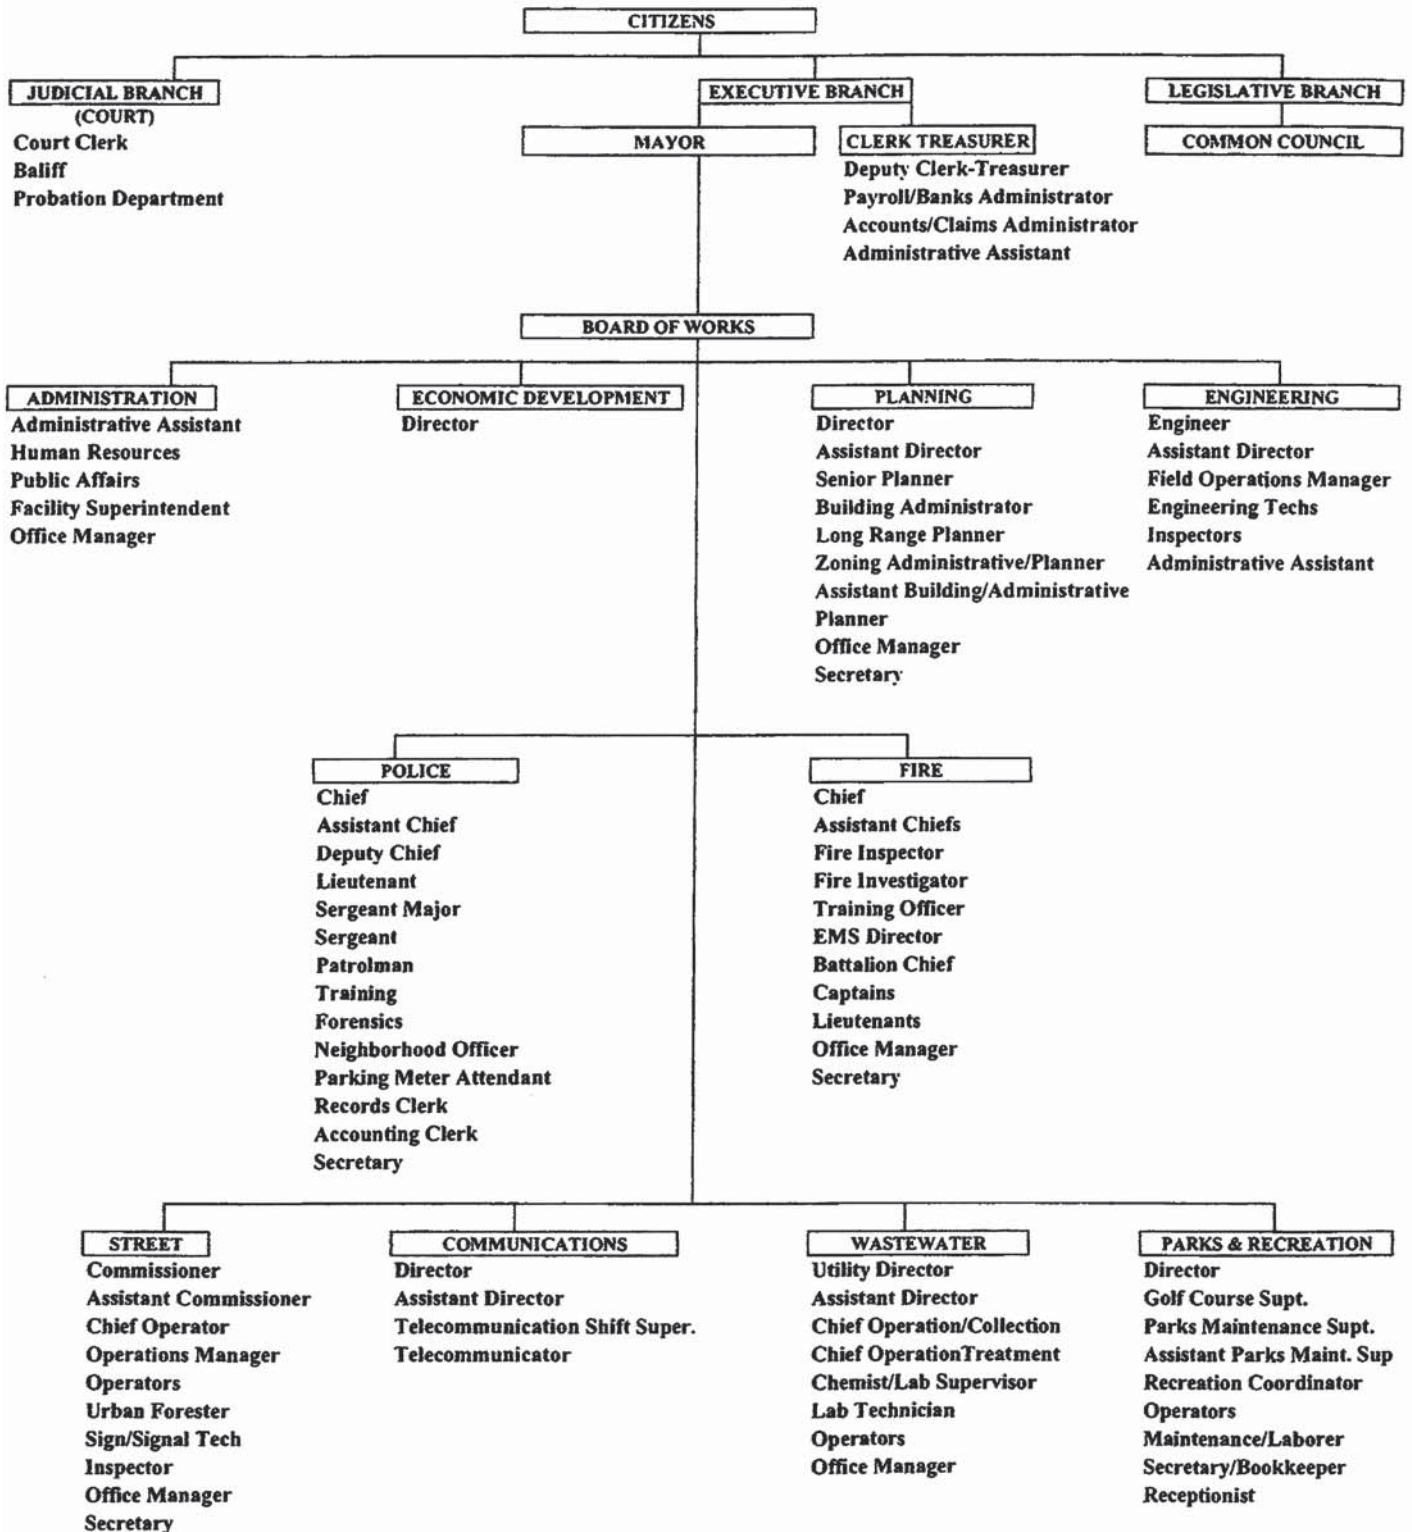 CITIZENS
JUDICIAL BRANCH
(COURT)
Court Clerk
Baliff
Probation Department
EXECUTIVE BRANCH
MAYOR
CLERK TREASURER
Deputy Clerk-Treasurer
Payroll/Banks Administrator
Accounts/Claims Administrator
Administrative Assistant
LEGISLATIVE BRANCH
COMMON COUNCIL
BOARD OF WORKS
ADMINISTRATION
Administrative Assistant
Human Resources
Public Affairs
Facility Superintendent
Office Manager
ECONOMIC DEVELOPMENT
Director
PLANNING
Director
Assistant Director
Senior Planner
Building Administrator
Long Range Planner
Zoning Administrative/Planner
Assistant Building/Administrative
Planner
Office Manager
Secretary
ENGINEERING
Engineer
Assistant Director
Field Operations Manager
Engineering Techs
Inspectors
Administrative Assistant
POLICE
Chief
Assistant Chief
Deputy Chief
Lieutenant
Sergeant Major
Sergeant
Patrolman
Training
Forensics
Neighborhood Officer
Parking Meter Attendant
Records Clerk
Accounting Clerk
Secretary
FIRE
Chief
Assistant Chiefs
Fire Inspector
Fire Investigator
Training Officer
EMS Director
Battalion Chief
Captains
Lieutenants
Office Manager
Secretary
STREET
Commissioner
Assistant Commissioner
Chief Operator
Operations Manager
Operators
Urban Forester
Sign/Signal Tech
Inspector
Office Manager
Secretary
COMMUNICATIONS
Director
Assistant Director
Telecommunication Shift Super.
Telecommunicator
WASTEWATER
Utility Director
Assistant Director
Chief Operation/Collection
Chief OperationTreatment
Chemist/Lab Supervisor
Lab Technician
Operators
Office Manager
PARKS & RECREATION
Director
Golf Course Supt.
Parks Maintenance Supt.
Assistant Parks Maint. Sup
Recreation Coordinator
Operators
Maintenance/Laborer
Secretary/Bookkeeper
Receptionist